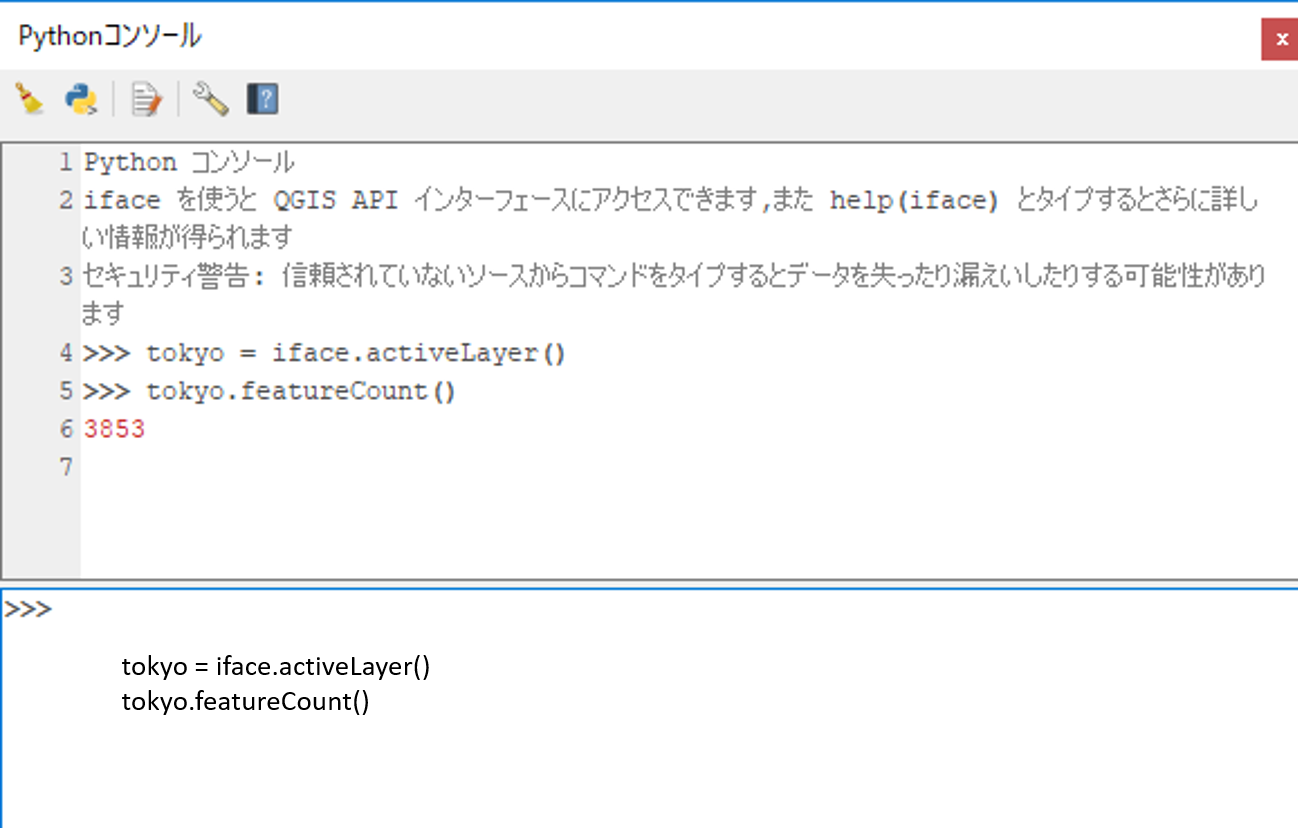 Pythonコンソール
x
?
1 Python コンソール
2 iface を使うと QGIS API インターフェースにアクセスできます,また help(iface) とタイプするとさらに詳し
い情報が得られます
3 セキュリティ警告: 信頼されていないソースからコマンドをタイプするとデータを失ったり漏えいしたりする可能性があり
ます
4 >>> tokyo = iface.activeLayer()
5 >>> tokyo.featureCount()
6 3853
7
>>>
tokyo = iface.activeLayer()
tokyo.featureCount()